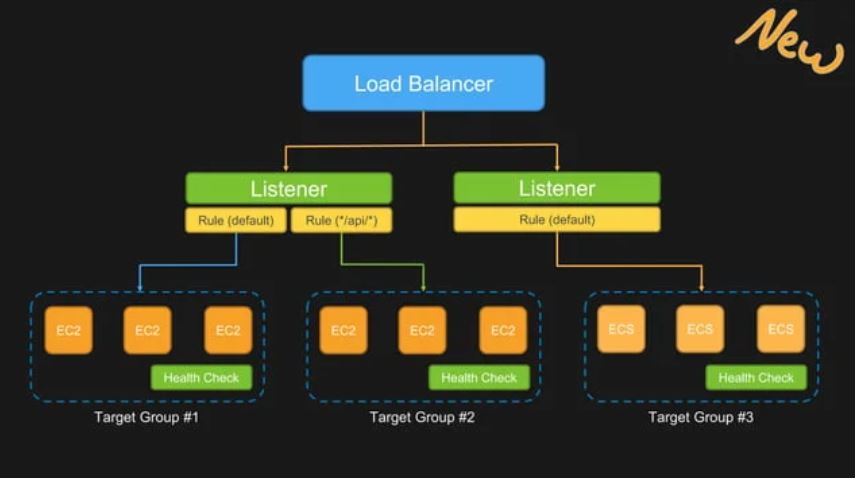 New
Load Balancer
Listener
Listener
Rule (default)
Rule (*/api/*)
Rule (default)
EC2
EC2
EC2
EC2
EC2
EC2
ECS
ECS
ECS
Health Check
Health Check
Health Check
Target Group #1
Target Group #2
Target Group #3